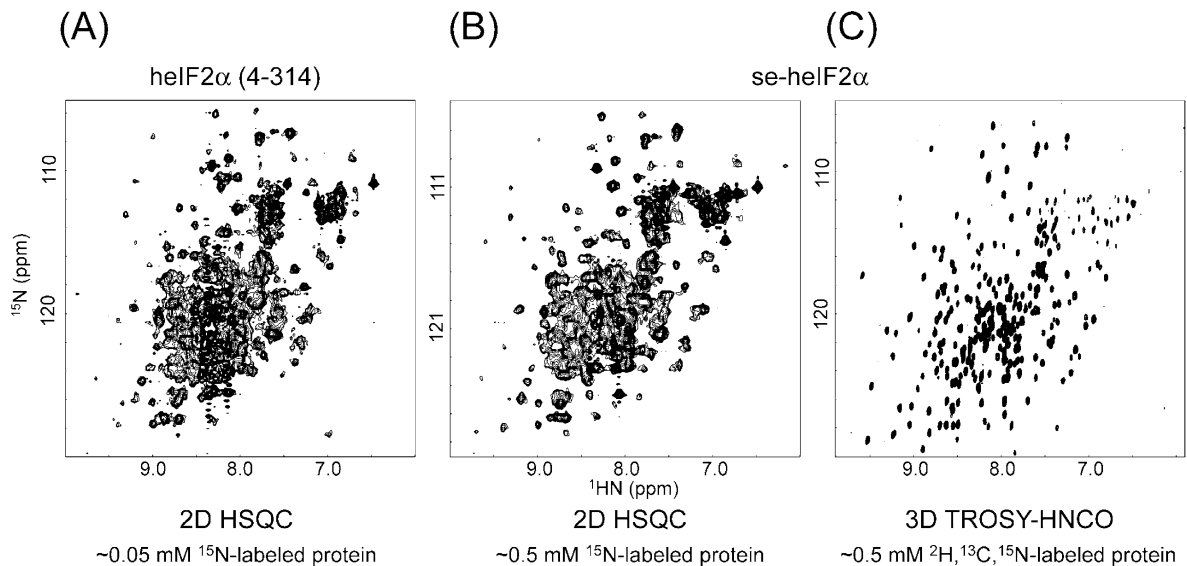 (A) (B) (C)
heIF2α (4-314) se-heIF2α
110 111 110
120 121 120
¹⁵N (ppm)
9.0 8.0 7.0 9.0 8.0 7.0 9.0 8.0 7.0
¹HN (ppm)
2D HSQC 2D HSQC 3D TROSY-HNCO
~0.05 mM ¹⁵N-labeled protein ~0.5 mM ¹⁵N-labeled protein ~0.5 mM ²H,¹³C,¹⁵N-labeled protein